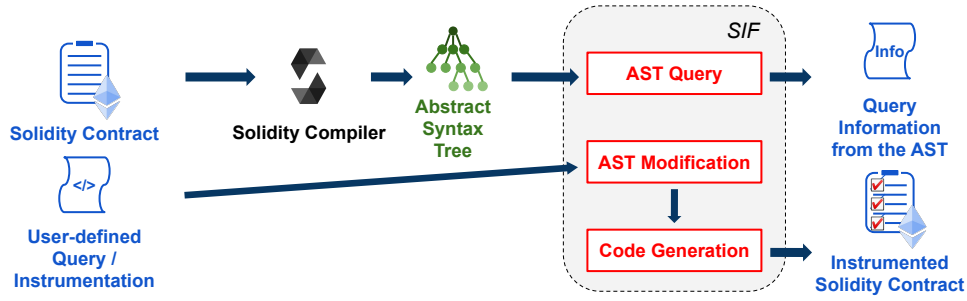 SIF
Info
AST Query
Solidity Contract
Solidity Compiler
Abstract
Syntax
Tree
Query
Information
from the AST
</>
AST Modification
User-defined
Query /
Instrumentation
Code Generation
Instrumented
Solidity Contract